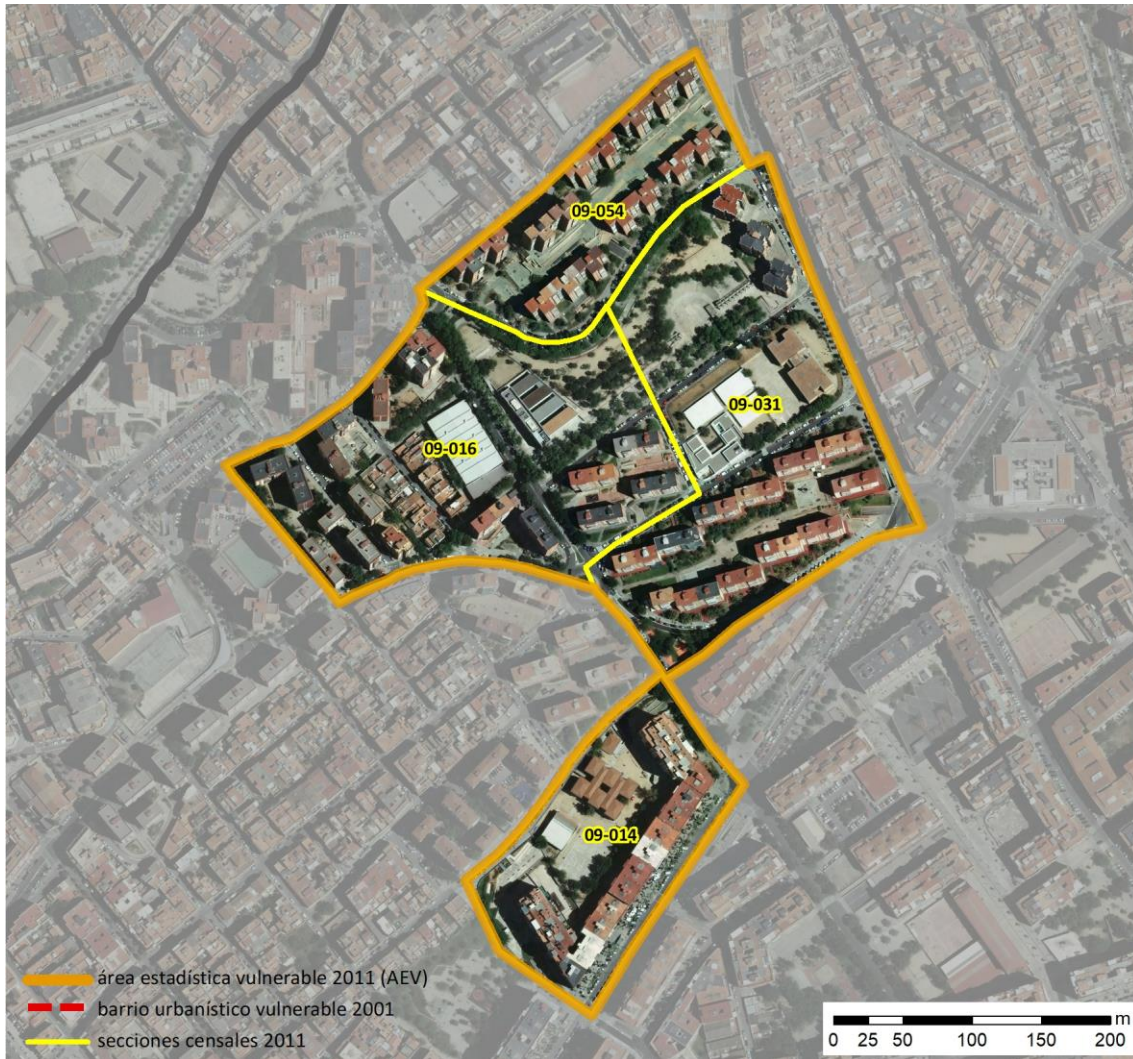 09-054
09-031
09-016
09-014
área estadística vulnerable 2011 (AEV)
barrio urbanístico vulnerable 2001
secciones censales 2011
m
0 25 50 100 150 200